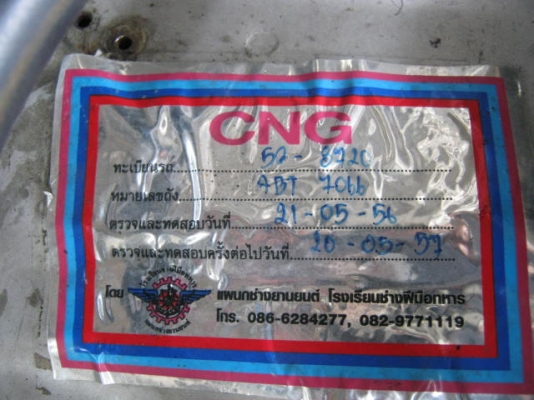 CNG
ทะเบียนรถ 52-8720
หมายเลขถัง ABT 7066
ตรวจและทดสอบวันที่ 21-05-56
ตรวจและทดสอบครั้งต่อไปวันที่ 20-05-57
โดย แผนกช่างยานยนต์ โรงเรียนช่างฝีมือทหาร
โทร. 086-6284277, 082-9771119